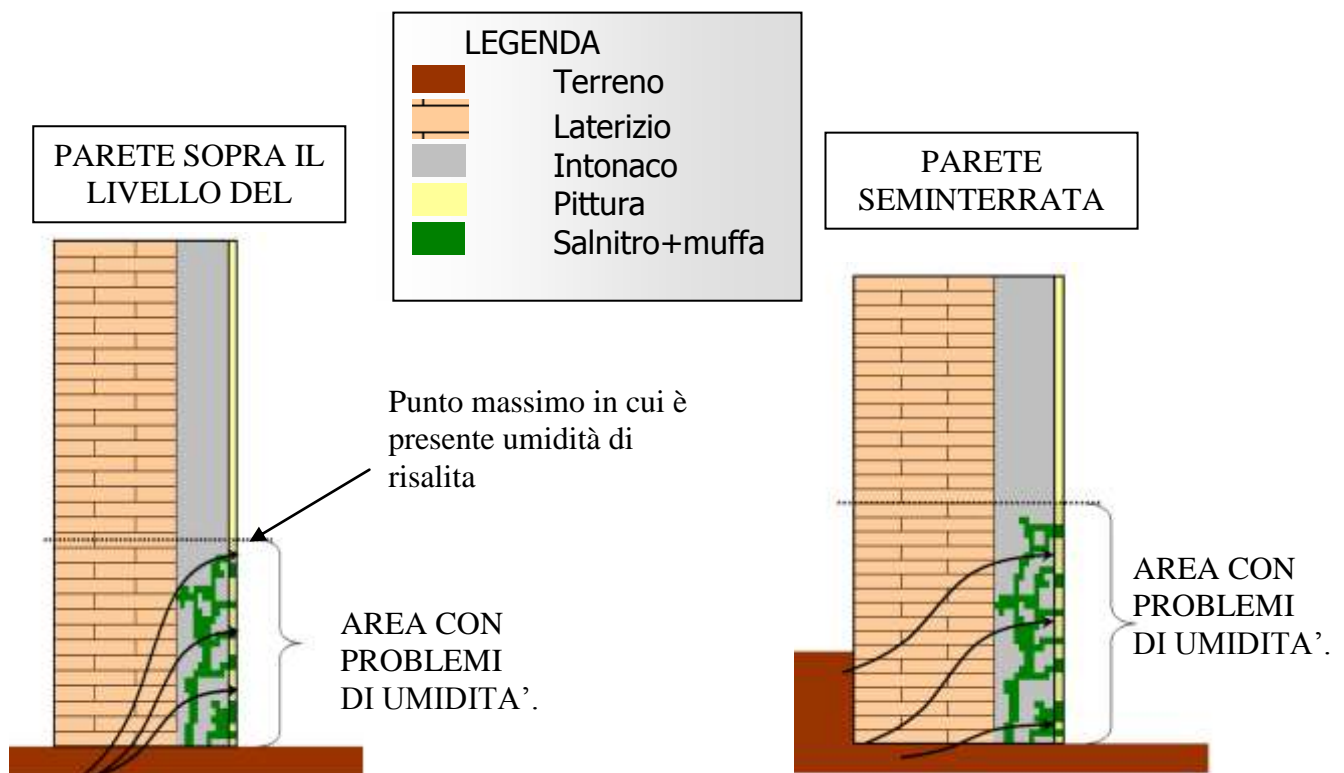 LEGENDA
Terreno
Laterizio
Intonaco
Pittura
Salnitro+muffa
PARETE SOPRA IL
LIVELLO DEL
PARETE
SEMINTERRATA
Punto massimo in cui è
presente umidità di
risalita
AREA CON
PROBLEMI
DI UMIDITA’.
AREA CON
PROBLEMI
DI UMIDITA’.